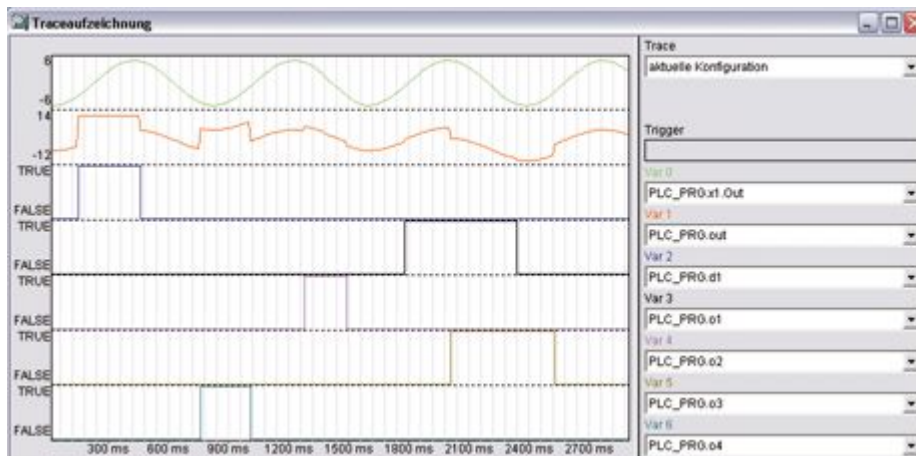 Traceaufzeichnung
6
-6
14
-12
TRUE
FALSE
TRUE
FALSE
TRUE
FALSE
TRUE
FALSE
TRUE
FALSE
300 ms 600 ms 900 ms 1200 ms 1500 ms 1800 ms 2100 ms 2400 ms 2700 ms
Trace
aktuelle Konfiguration
Trigger
Var 0
PLC_PRG.x1.Out
Var 1
PLC_PRG.out
Var 2
PLC_PRG.d1
Var 3
PLC_PRG.o1
Var 4
PLC_PRG.o2
Var 5
PLC_PRG.o3
Var 6
PLC_PRG.o4